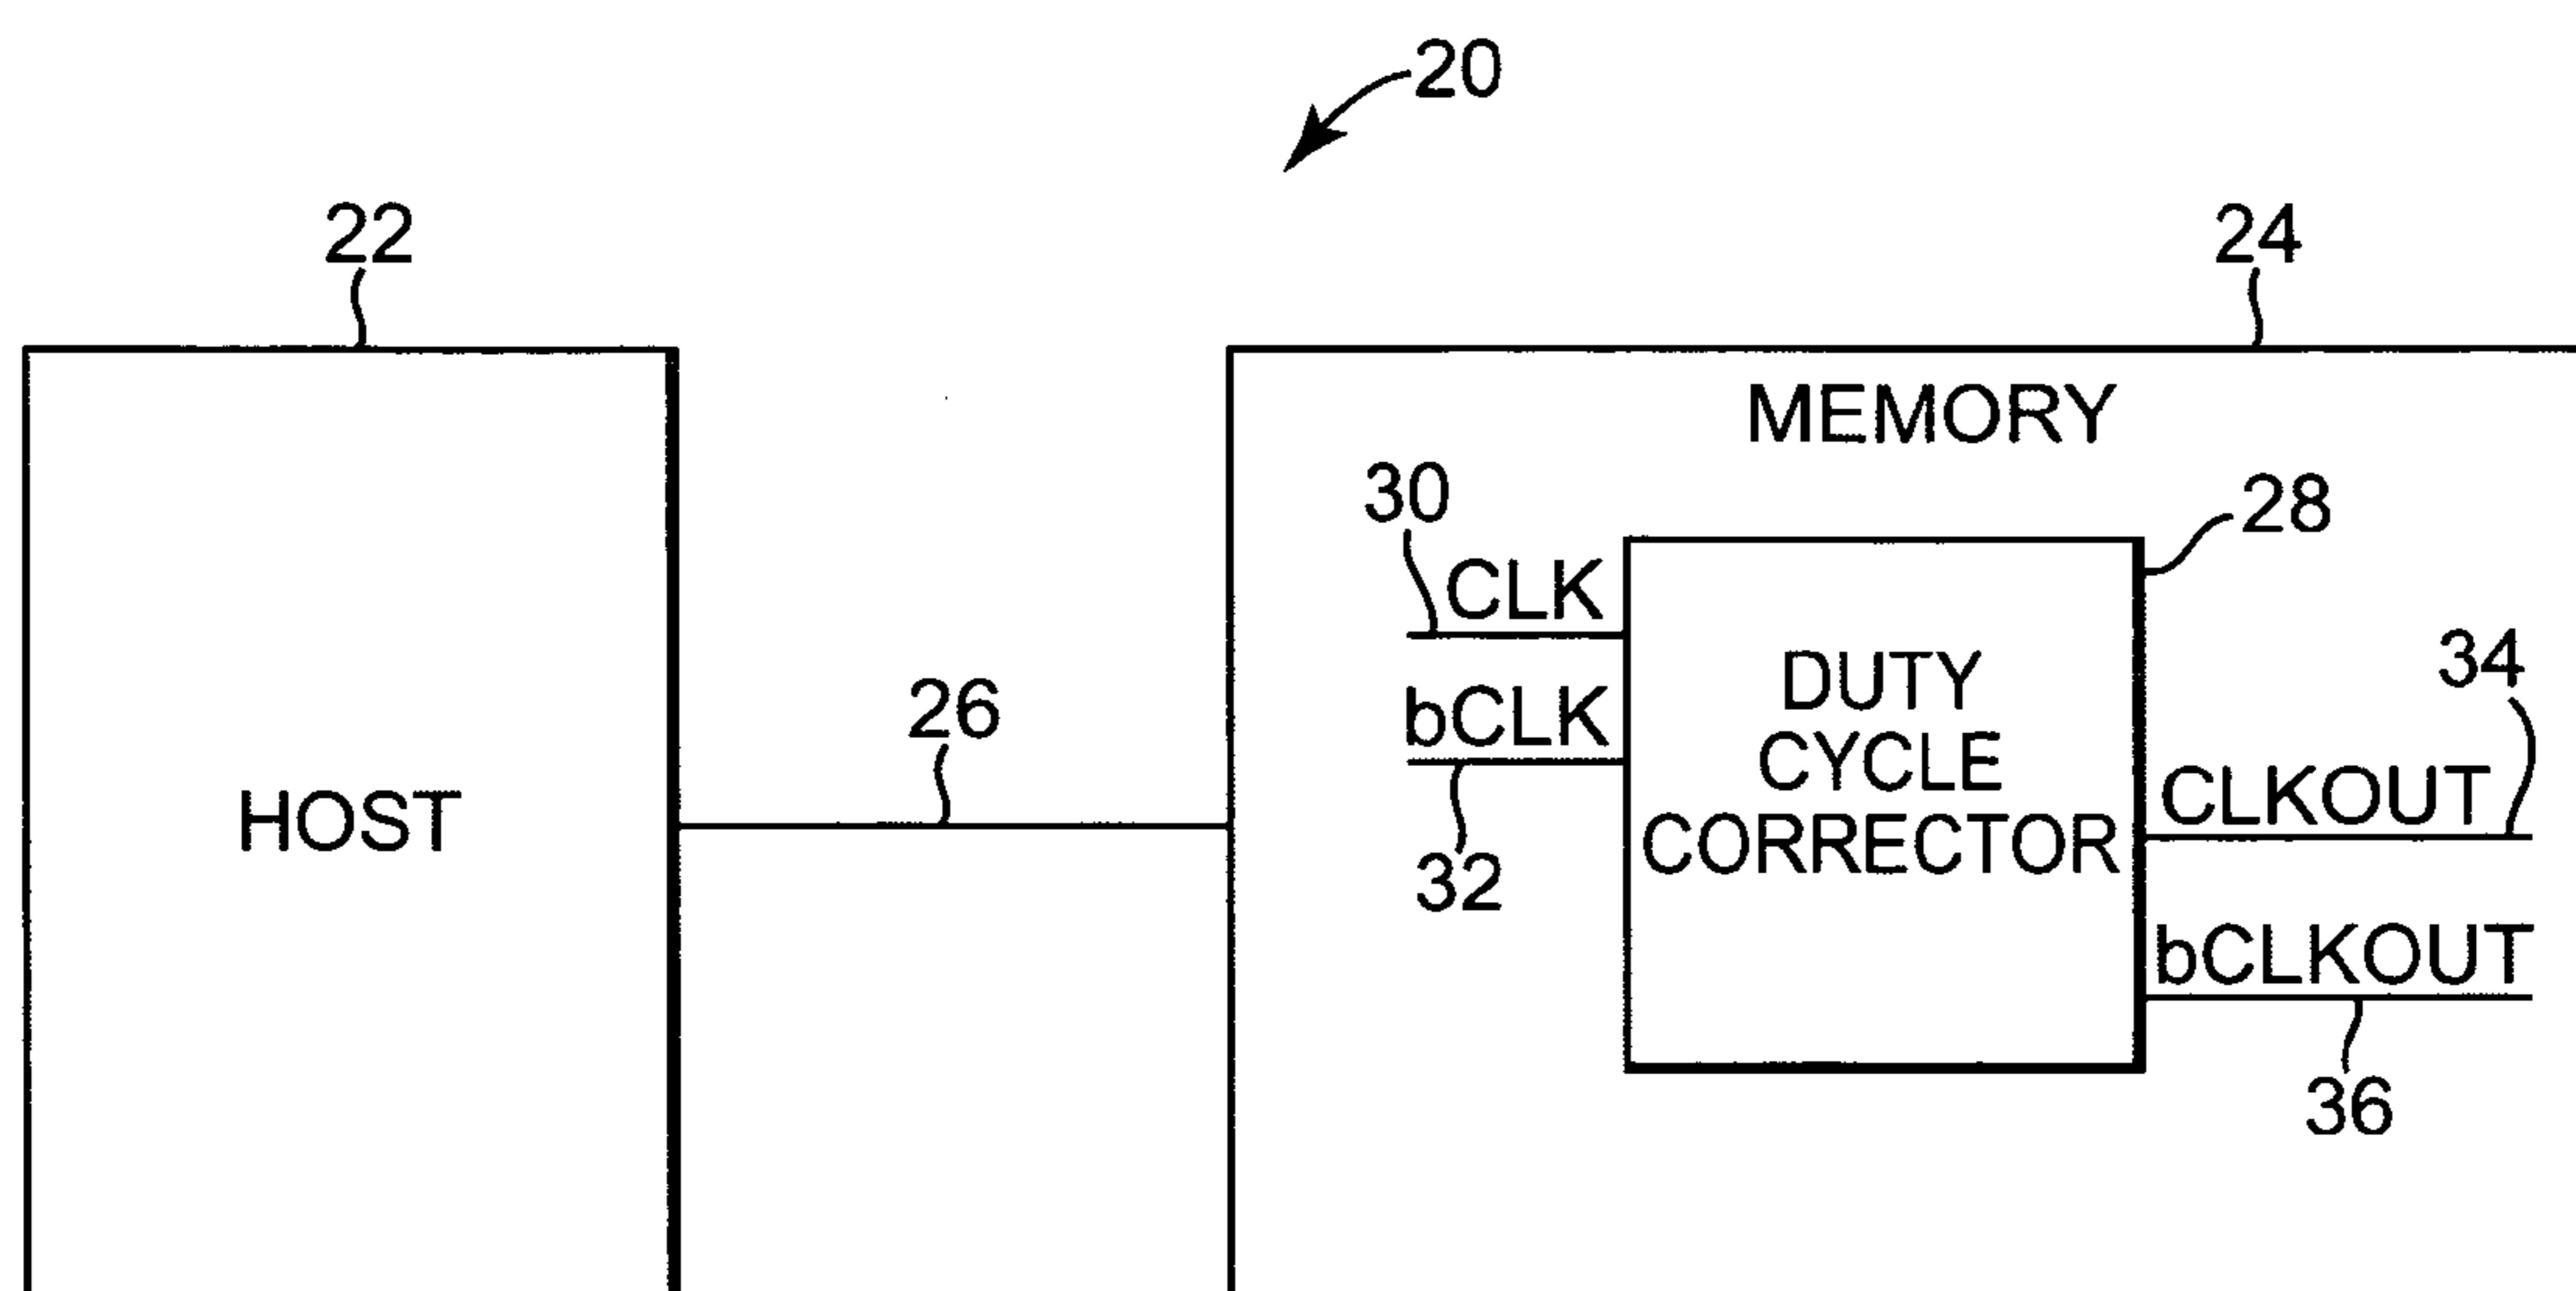 20
22
24
MEMORY
30
28
CLK
DUTY
CYCLE
CORRECTOR
bCLK
32
34
CLKOUT
bCLKOUT
36
26
HOST